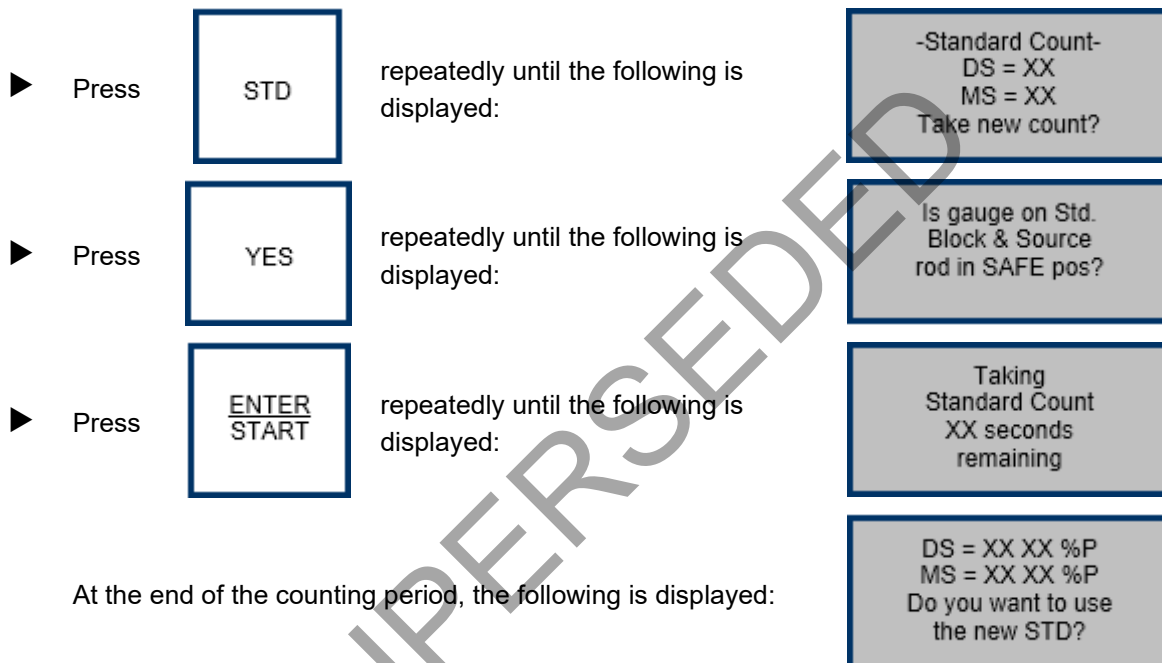 Press STD repeatedly until the following is
displayed:
-Standard Count-
DS = XX
MS = XX
Take new count?
Press YES repeatedly until the following is
displayed:
Is gauge on Std.
Block & Source
rod in SAFE pos?
Press ENTER
START
repeatedly until the following is
displayed:
Taking
Standard Count
XX seconds
remaining
At the end of the counting period, the following is displayed:
DS = XX XX %P
MS = XX XX %P
Do you want to use
the new STD?
UPERSEDED